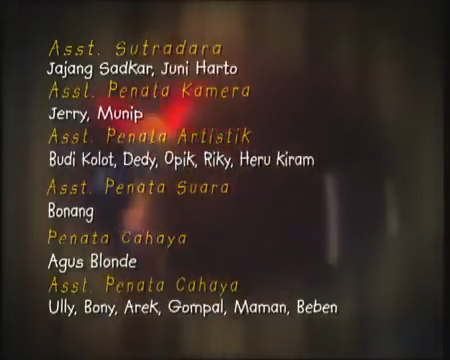 Asst. Sutradara
Jajang Sadkar, Juni Harto
Asst. Penata Kamera
Jerry, Munip
Asst. Penata Artistik
Budi Kolot, Dedy, Opik, Riky, Heru Kiram
Asst. Penata Suara
Bonang
Penata Cahaya
Agus Blonde
Asst. Penata Cahaya
Ully, Bony, Arek, Gompal, Maman, Beben